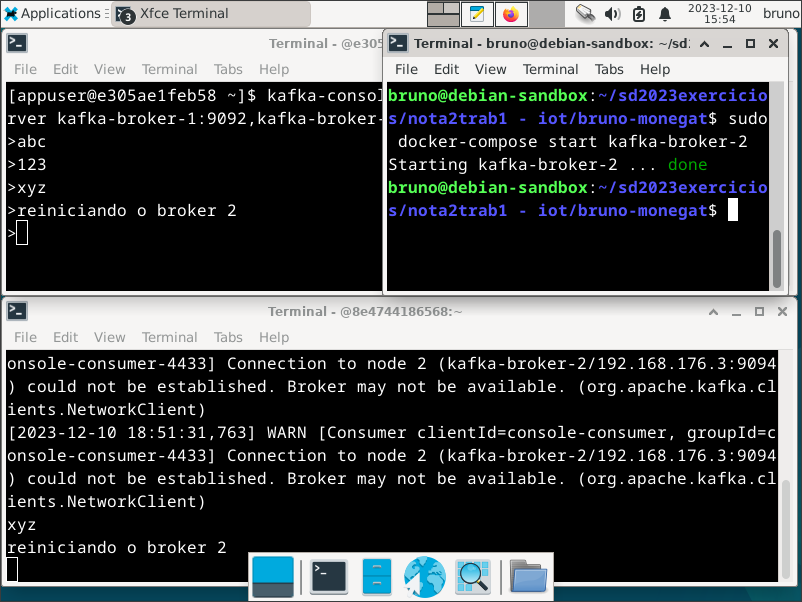 Applications
3
Xfce Terminal
2023-12-10
15:54
bruno
Terminal - @e305
File Edit View Terminal Tabs Help
[appuser@e305ae1feb58 ~]$ kafka-consol
rver kafka-broker-1:9092,kafka-broker-
>abc
>123
>xyz
>reiniciando o broker 2
>
Terminal - bruno@debian-sandbox: ~/sd2
File Edit View Terminal Tabs Help
bruno@debian-sandbox:~/sd2023exercicio
s/nota2trab1 - iot/bruno-monegat$ sudo
docker-compose start kafka-broker-2
Starting kafka-broker-2 ... done
bruno@debian-sandbox:~/sd2023exercicio
s/nota2trab1 - iot/bruno-monegat$
Terminal - @8e4744186568:~
File Edit View Terminal Tabs Help
onsole-consumer-4433] Connection to node 2 (kafka-broker-2/192.168.176.3:9094
) could not be established. Broker may not be available. (org.apache.kafka.cl
ients.NetworkClient)
[2023-12-10 18:51:31,763] WARN [Consumer clientId=console-consumer, groupId=c
onsole-consumer-4433] Connection to node 2 (kafka-broker-2/192.168.176.3:9094
) could not be established. Broker may not be available. (org.apache.kafka.cl
ients.NetworkClient)
xyz
reiniciando o broker 2